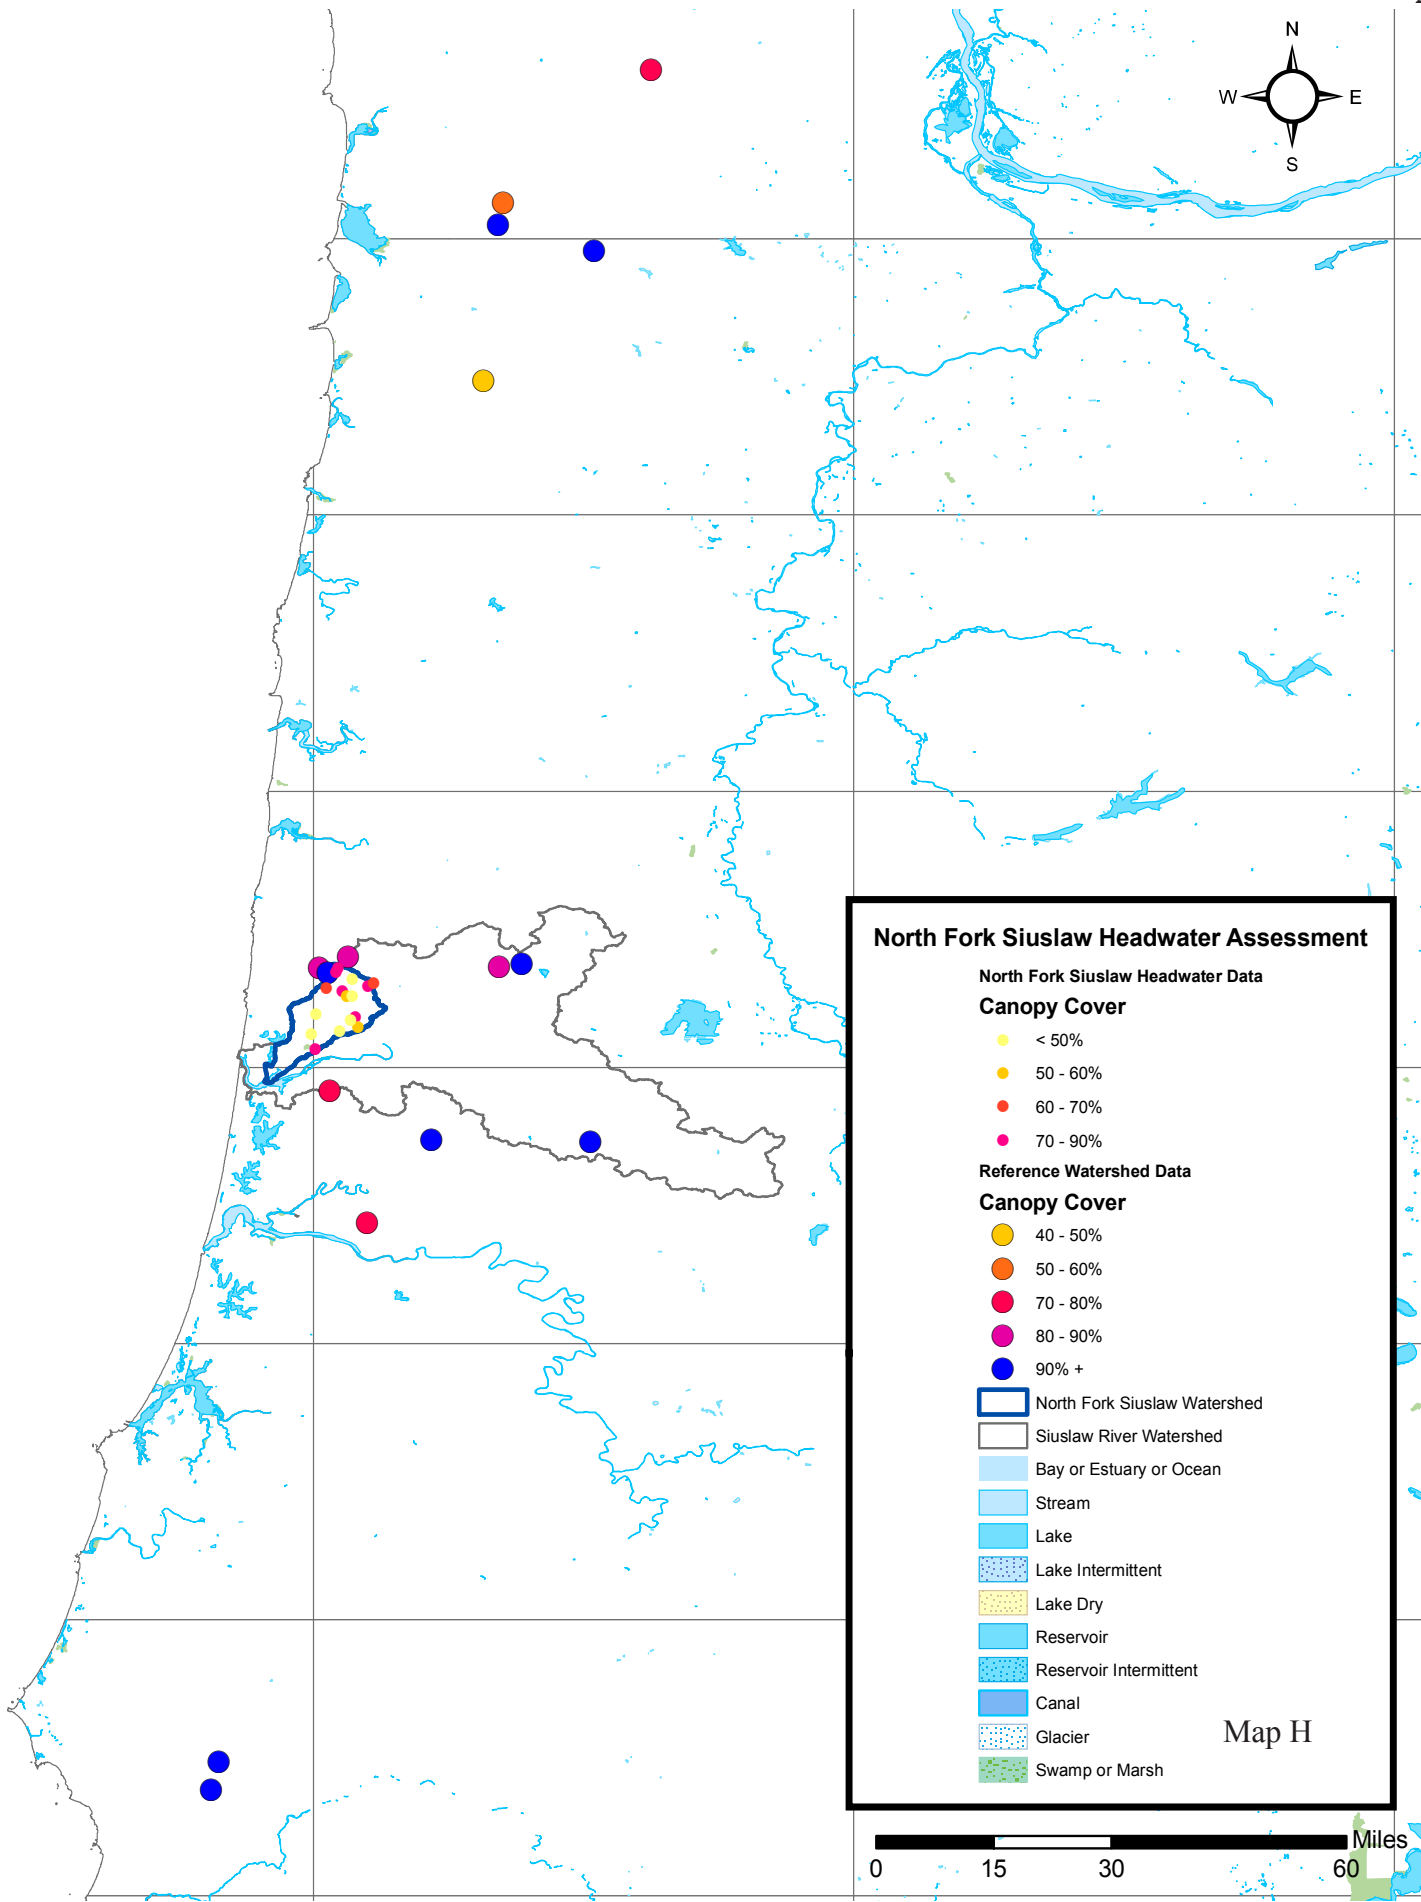 N
W E
S
North Fork Siuslaw Headwater Assessment
North Fork Siuslaw Headwater Data
Canopy Cover
< 50%
50 - 60%
60 - 70%
70 - 90%
Reference Watershed Data
Canopy Cover
40 - 50%
50 - 60%
70 - 80%
80 - 90%
90% +
North Fork Siuslaw Watershed
Siuslaw River Watershed
Bay or Estuary or Ocean
Stream
Lake
Lake Intermittent
Lake Dry
Reservoir
Reservoir Intermittent
Canal
Glacier
Swamp or Marsh
Map H
Miles
0 15 30 60